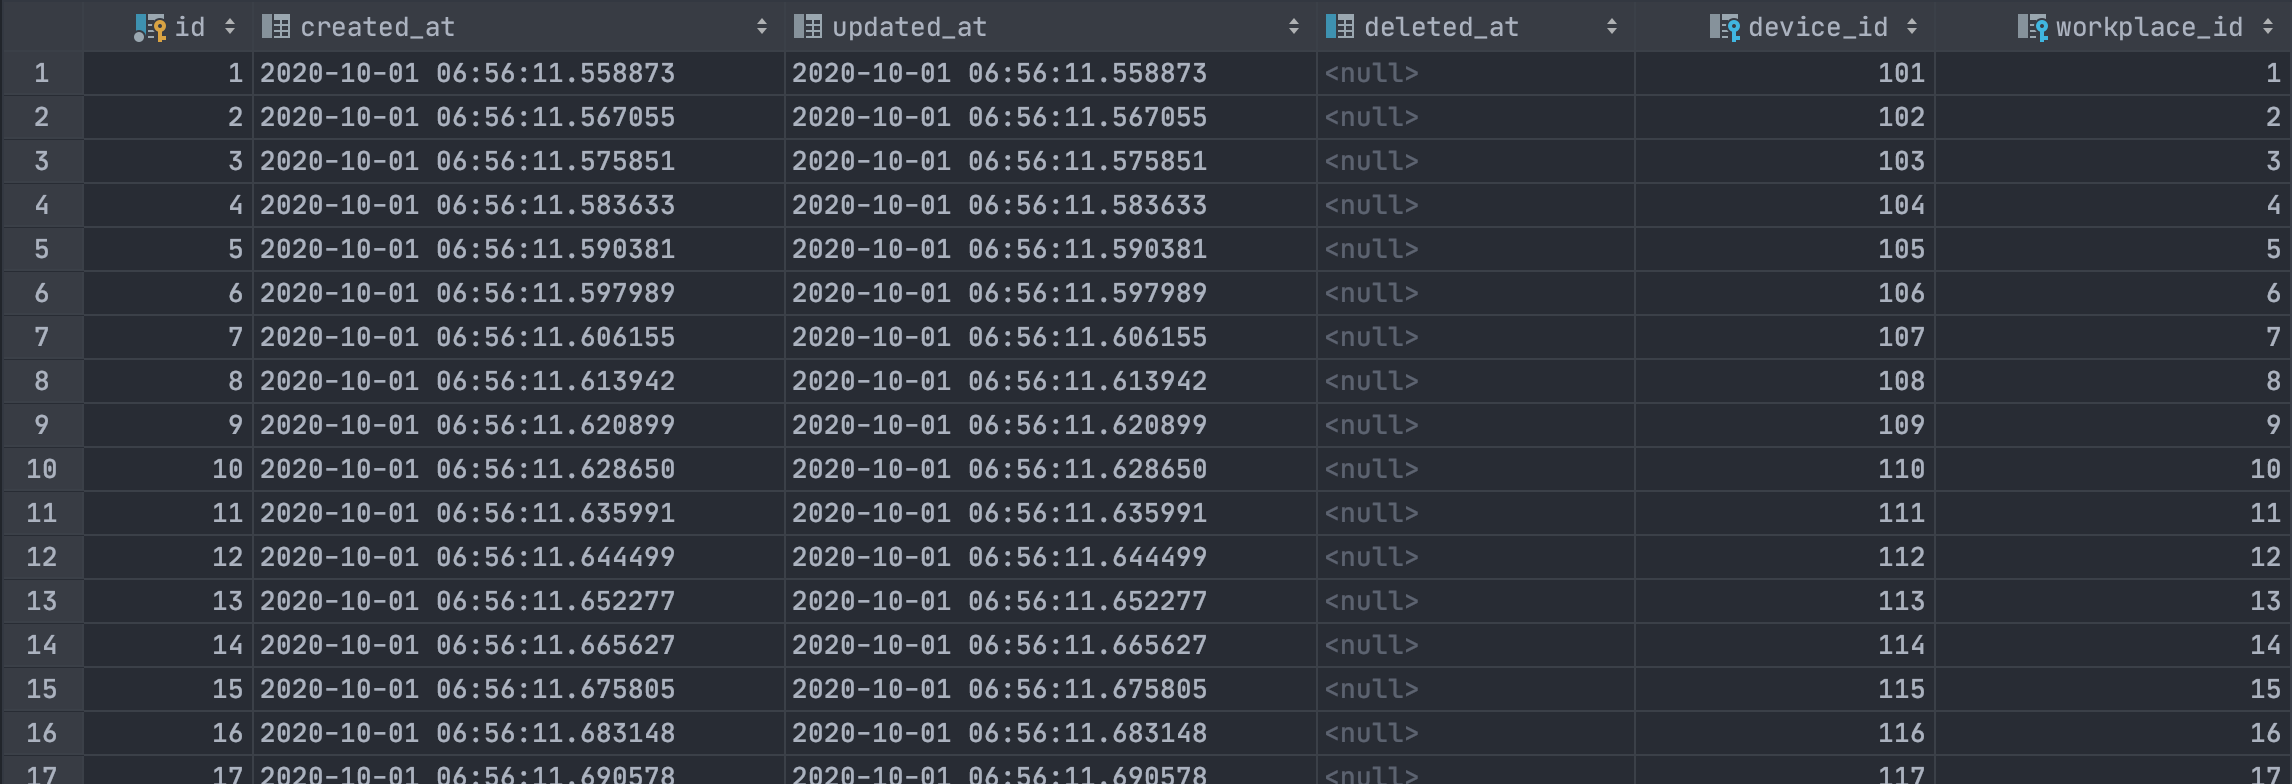 id created_at updated_at deleted_at device_id workplace_id
1 1 2020-10-01 06:56:11.558873 2020-10-01 06:56:11.558873 <null> 101 1
2 2 2020-10-01 06:56:11.567055 2020-10-01 06:56:11.567055 <null> 102 2
3 3 2020-10-01 06:56:11.575851 2020-10-01 06:56:11.575851 <null> 103 3
4 4 2020-10-01 06:56:11.583633 2020-10-01 06:56:11.583633 <null> 104 4
5 5 2020-10-01 06:56:11.590381 2020-10-01 06:56:11.590381 <null> 105 5
6 6 2020-10-01 06:56:11.597989 2020-10-01 06:56:11.597989 <null> 106 6
7 7 2020-10-01 06:56:11.606155 2020-10-01 06:56:11.606155 <null> 107 7
8 8 2020-10-01 06:56:11.613942 2020-10-01 06:56:11.613942 <null> 108 8
9 9 2020-10-01 06:56:11.620899 2020-10-01 06:56:11.620899 <null> 109 9
10 10 2020-10-01 06:56:11.628650 2020-10-01 06:56:11.628650 <null> 110 10
11 11 2020-10-01 06:56:11.635991 2020-10-01 06:56:11.635991 <null> 111 11
12 12 2020-10-01 06:56:11.644499 2020-10-01 06:56:11.644499 <null> 112 12
13 13 2020-10-01 06:56:11.652277 2020-10-01 06:56:11.652277 <null> 113 13
14 14 2020-10-01 06:56:11.665627 2020-10-01 06:56:11.665627 <null> 114 14
15 15 2020-10-01 06:56:11.675805 2020-10-01 06:56:11.675805 <null> 115 15
16 16 2020-10-01 06:56:11.683148 2020-10-01 06:56:11.683148 <null> 116 16
17 17 2020-10-01 06:56:11.690578 2020-10-01 06:56:11.690578 <null> 117 17